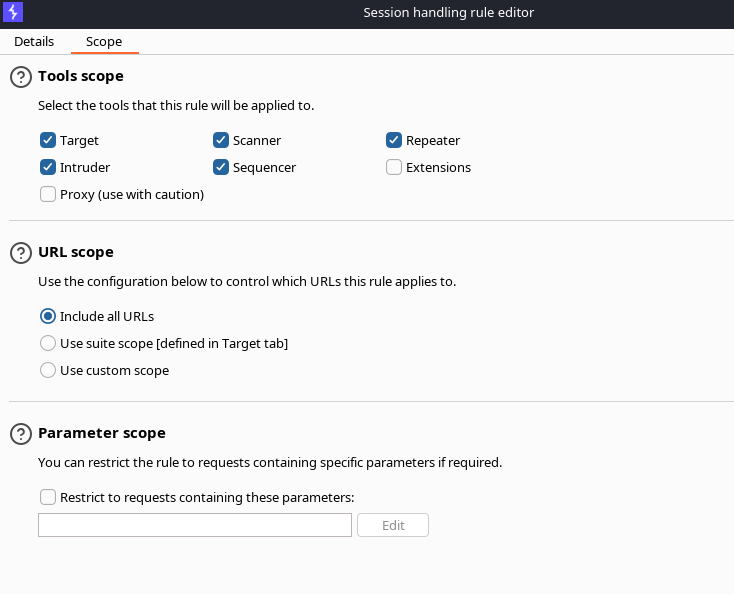 Session handling rule editor
Details Scope
Tools scope
Select the tools that this rule will be applied to.
Target Scanner Repeater
Intruder Sequencer Extensions
Proxy (use with caution)
URL scope
Use the configuration below to control which URLs this rule applies to.
Include all URLs
Use suite scope [defined in Target tab]
Use custom scope
Parameter scope
You can restrict the rule to requests containing specific parameters if required.
Restrict to requests containing these parameters:
Edit